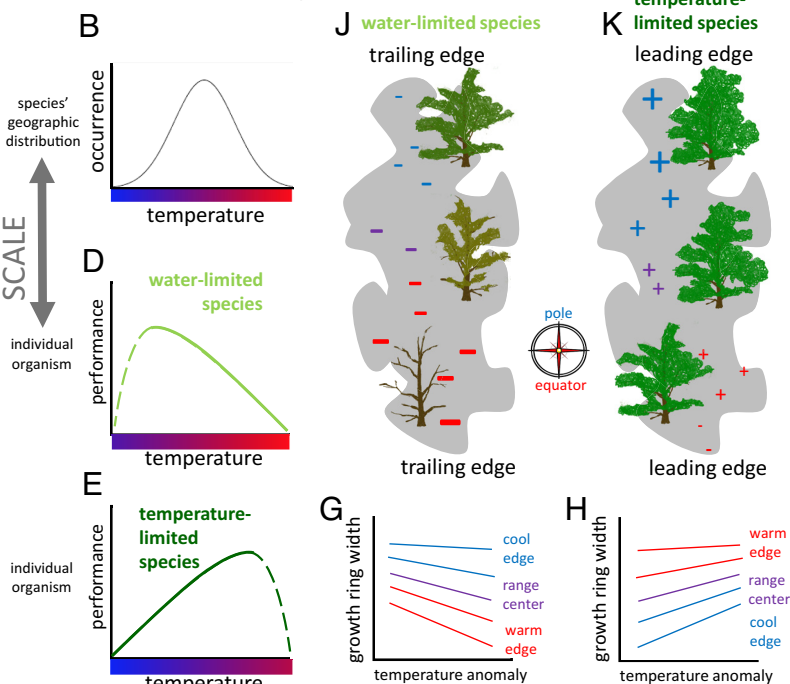 B
species'
geographic
distribution
SCALE
individual
organism
individual
organism
occurrence
temperature
D
water-limited
species
performance
temperature
E
temperature-
limited
species
performance
temperature
J
water-limited species
trailing edge
trailing edge
pole
equator
K
temperature-
limited species
leading edge
leading edge
G
growth ring width
cool
edge
range
center
warm
edge
temperature anomaly
H
growth ring width
warm
edge
range
center
cool
edge
temperature anomaly